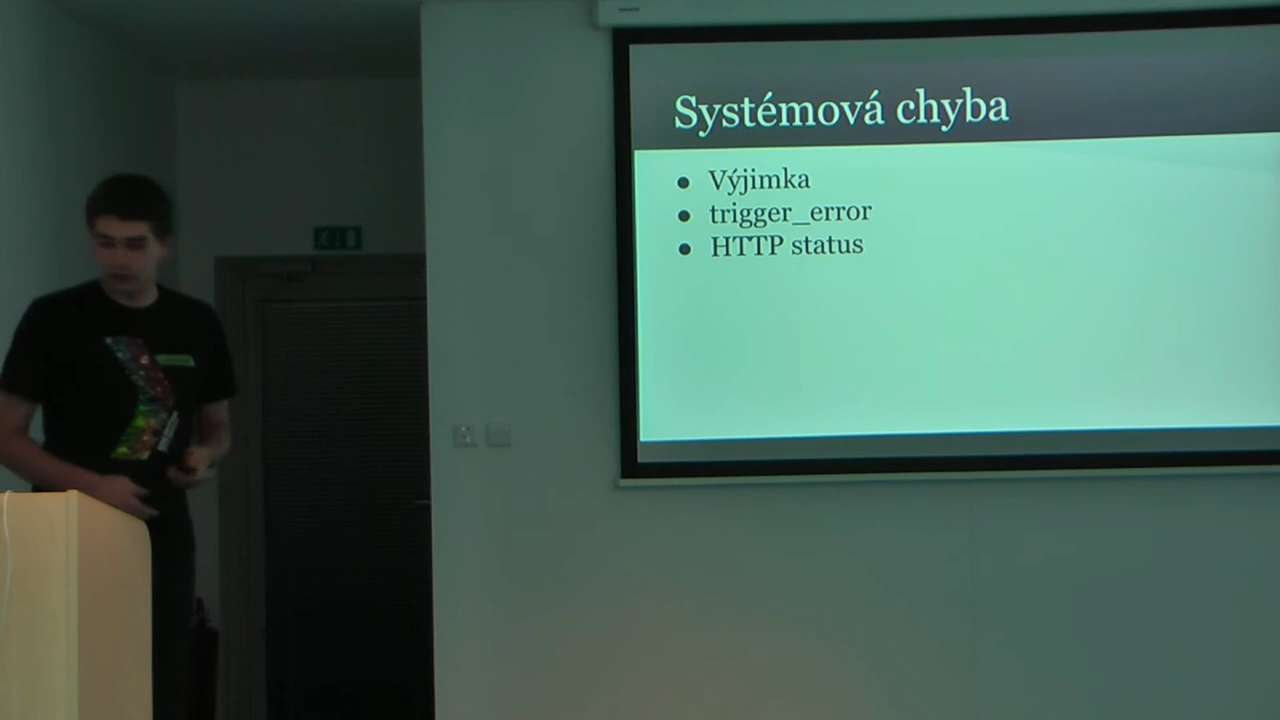 Systémová chyba
● Výjimka
● trigger_error
● HTTP status